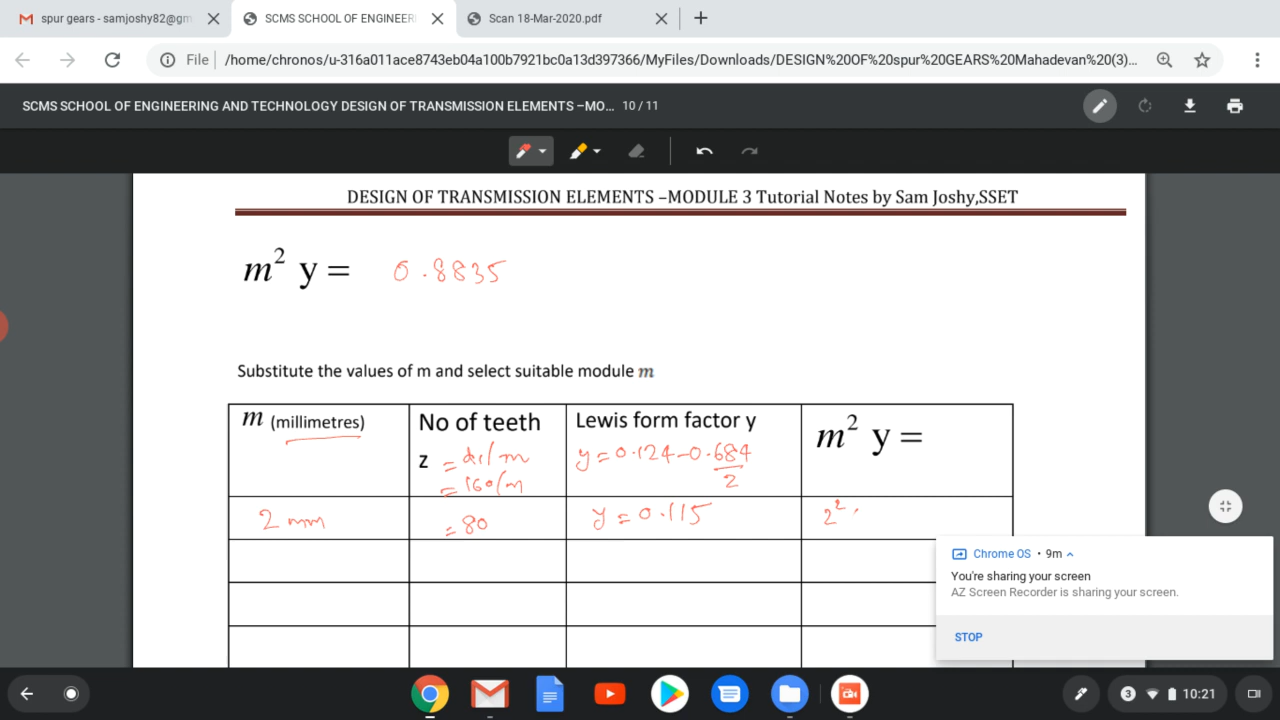 spur gears - samjoshy82@gm
SCMS SCHOOL OF ENGINEERI
Scan 18-Mar-2020.pdf
File /home/chronos/u-316a011ace8743eb04a100b7921bc0a13d397366/MyFiles/Downloads/DESIGN%20OF%20spur%20GEARS%20Mahadevan%20(3)...
SCMS SCHOOL OF ENGINEERING AND TECHNOLOGY DESIGN OF TRANSMISSION ELEMENTS –MO... 10 / 11
DESIGN OF TRANSMISSION ELEMENTS –MODULE 3 Tutorial Notes by Sam Joshy,SSET
m² y = 0.8835
Substitute the values of m and select suitable module m
m (millimetres)
No of teeth
z = d1/m
= 160/m
Lewis form factor y
y = 0.124-0.684
2
m² y =
2 mm
= 80
y = 0.115
2² .
Chrome OS • 9m
You're sharing your screen
AZ Screen Recorder is sharing your screen.
STOP
3
10:21